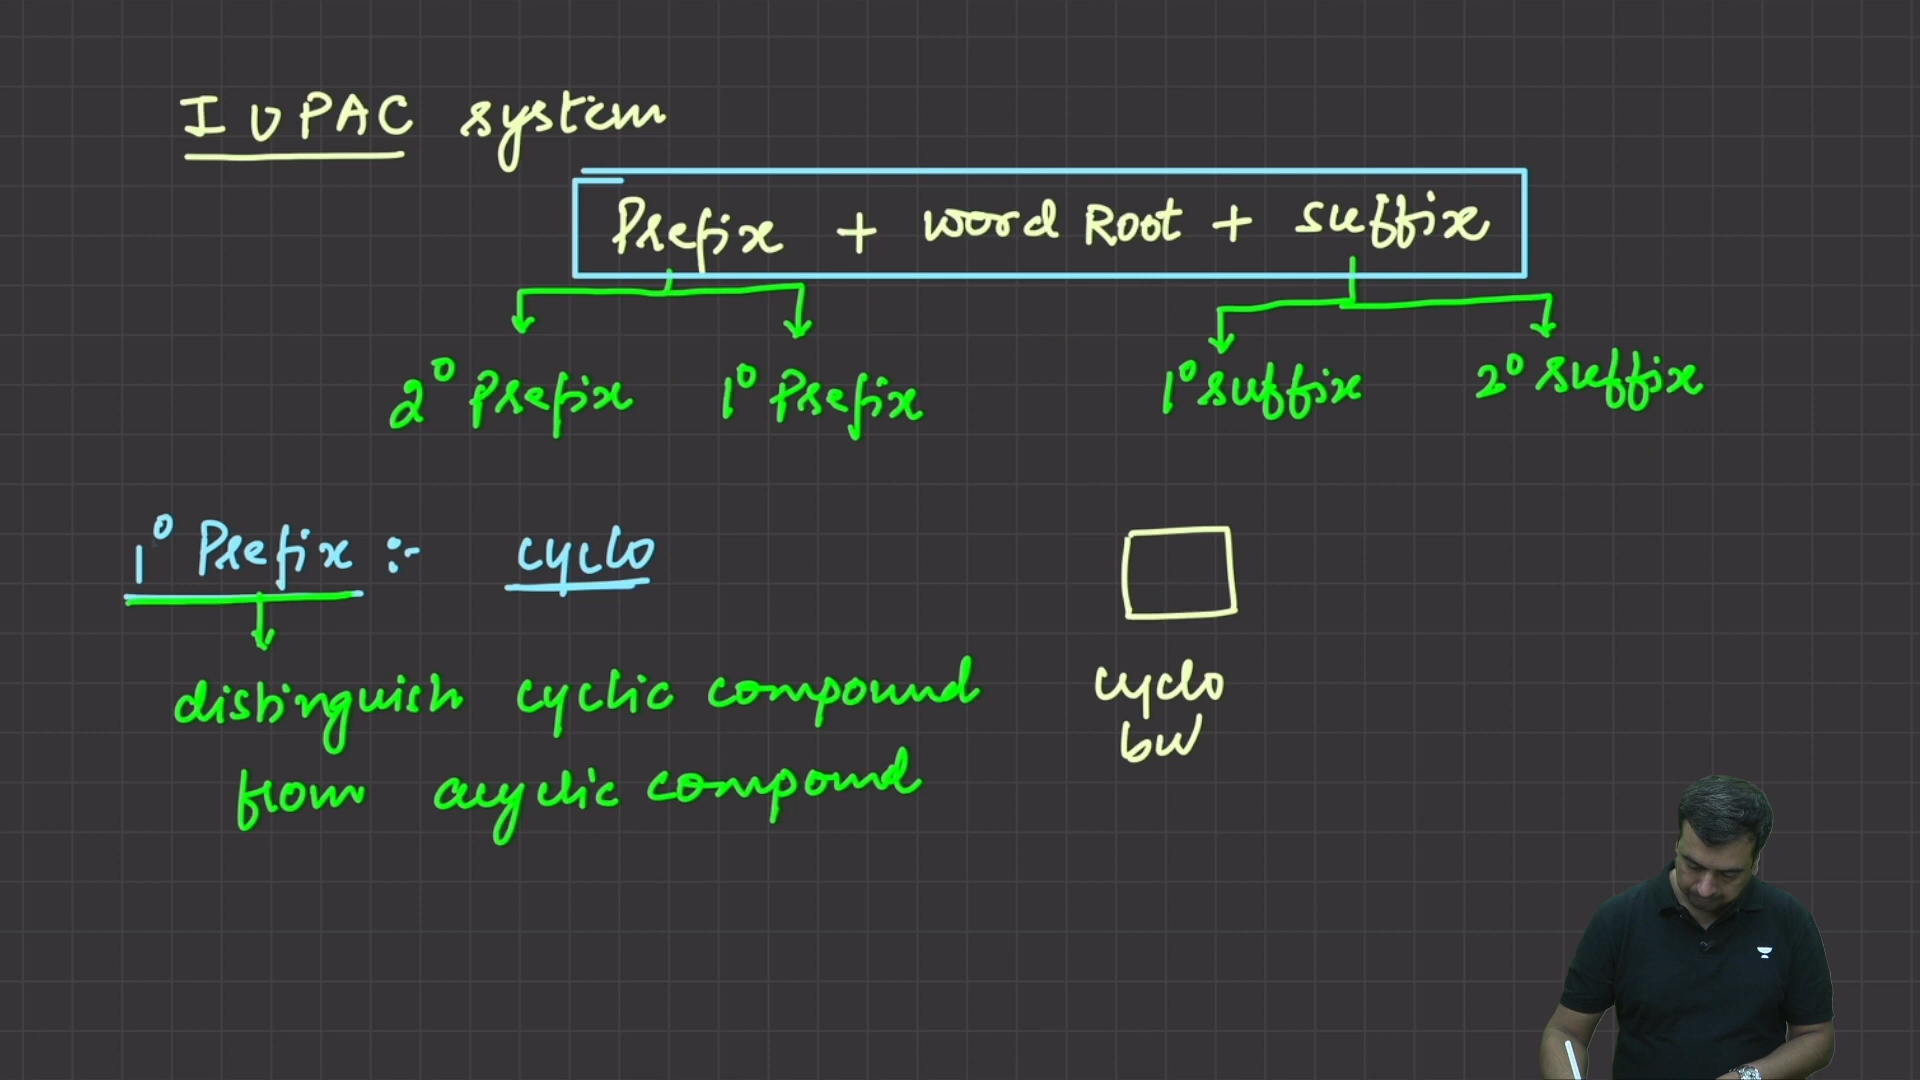 IUPAC system
Prefix + word Root + suffix
2° Prefix 1° Prefix 1° suffix 2° suffix
1° Prefix :- cyclo
distinguish cyclic compound
from acyclic compound
cyclo
but